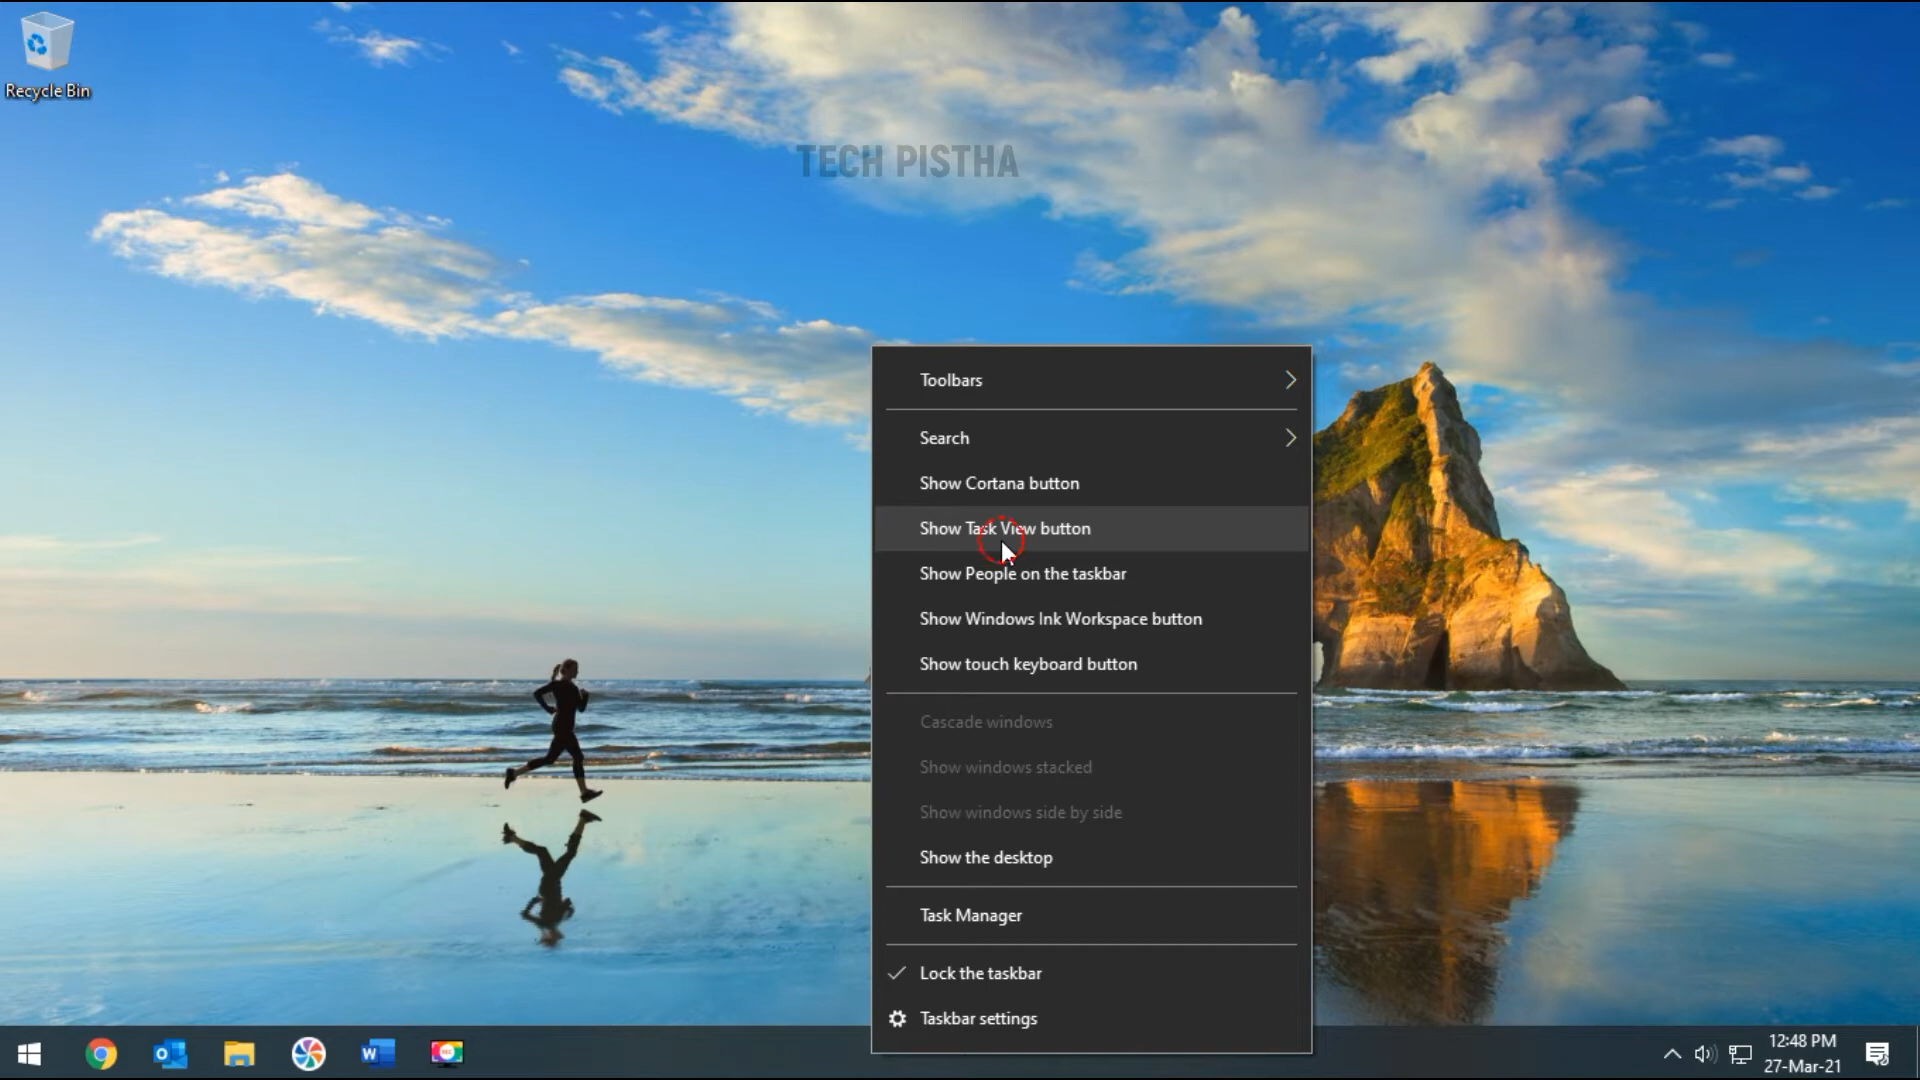 Recycle Bin
TECH PISTHA
Toolbars
Search
Show Cortana button
Show Task View button
Show People on the taskbar
Show Windows Ink Workspace button
Show touch keyboard button
Cascade windows
Show windows stacked
Show windows side by side
Show the desktop
Task Manager
Lock the taskbar
Taskbar settings
12:48 PM
27-Mar-21